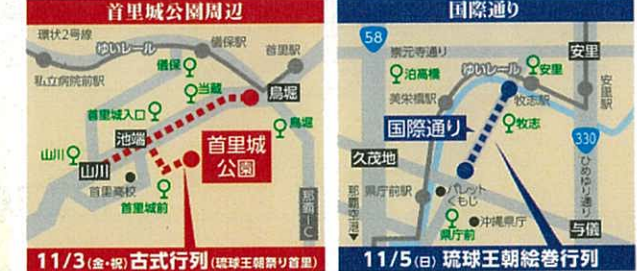 首里城公園周辺
環状2号線
ゆいレール
儀保駅
首里駅
儀保
私立病院前駅
当蔵
鳥堀
首里城入口
鳥堀
池端
首里城
公園
山川
山川
首里高校
首里城前
那覇IC
11/3(金・祝)古式行列(琉球王朝祭り首里)
国際通り
58
崇元寺通り
安里
ゆいレール
安里
泊高橋
安里駅
美栄橋駅
牧志駅
牧志
国際通り
330
久茂地
ひめゆり通り
県庁前駅
パレット
くもじ
那覇空港
沖縄県庁
県庁前
与儀
11/5(日)琉球王朝絵巻行列